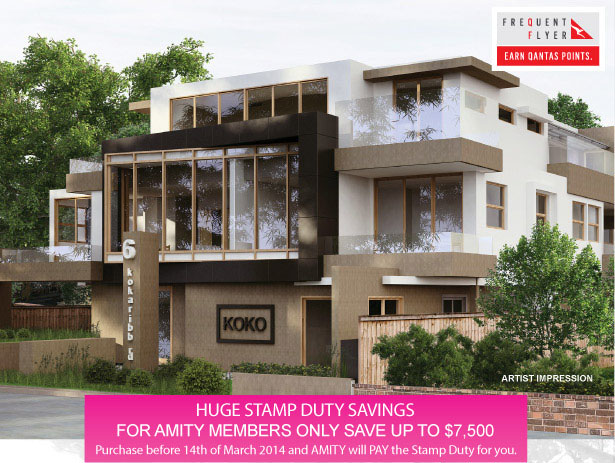 FREQUENT
FLYER
EARN QANTAS POINTS.
6
kokaribb
KOKO
ARTIST IMPRESSION
HUGE STAMP DUTY SAVINGS
FOR AMITY MEMBERS ONLY SAVE UP TO $7,500
Purchase before 14th of March 2014 and AMITY will PAY the Stamp Duty for you.